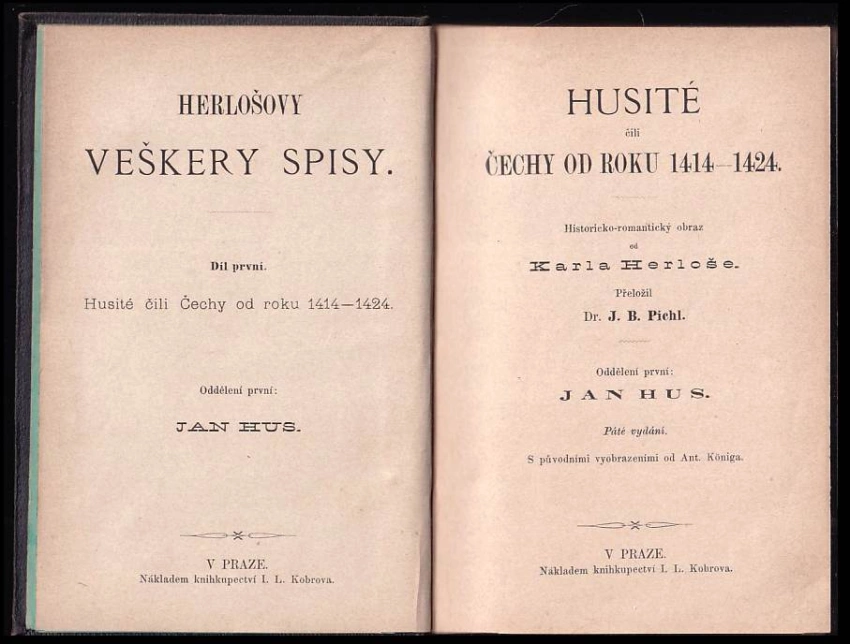 HERLOŠOVY
VEŠKERY SPISY.
Díl první.
Husité čili Čechy od roku 1414—1424.
Oddělení první:
JAN HUS.
V PRAZE.
Nákladem knihkupectví I. L. Kobrova.
HUSITÉ
čili
ČECHY OD ROKU 1414—1424.
Historicko-romantický obraz
od
Karla Herloše.
Přeložil
Dr. J. B. Pichl.
Oddělení první:
JAN HUS.
Páté vydání.
S původními vyobrazeními od Ant. Königa.
V PRAZE.
Nákladem knihkupectví I. L. Kobrova.